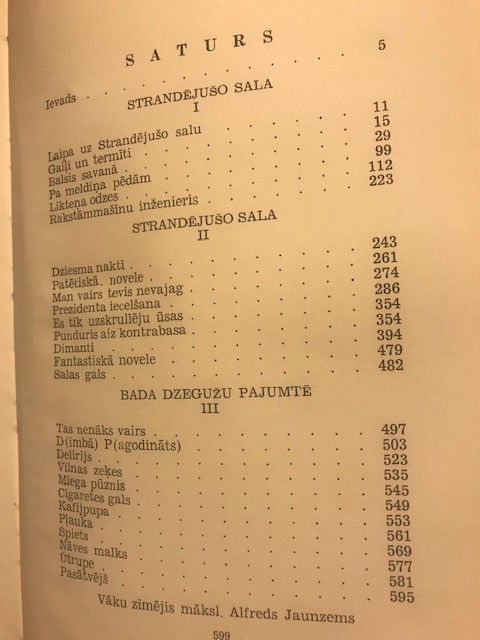 SATURS
Ievads . . . . . . . . . . 5
STRANDĒJUŠO SALA
I
Laipa uz Strandējušo salu . . . . . 11
Gaiļi un termīti . . . . . . . 15
Balsis savanā . . . . . . . 29
Pa meldiņa pēdām . . . . . . 99
Likteņa odzes . . . . . . . 112
Rakstāmmašīnu inženieris . . . . . 223
STRANDĒJUŠO SALA
II
Dziesma naktī . . . . . . . . 243
Patētiskā novele . . . . . . . 261
Man vairs tevis nevajag . . . . . 274
Prezidenta iecelšana . . . . . . 286
Es tik uzskrullēju ūsas . . . . . 354
Punduris aiz kontrabasa . . . . . 354
Dimanti . . . . . . . . 394
Fantastiskā novele . . . . . . 479
Salas gals . . . . . . . . 482
BADA DZEGUŽU PAJUMTĒ
III
Tas nenāks vairs . . . . . . . 497
D(imbā) P(agodināts) . . . . . . 503
Delīrijs . . . . . . . . 523
Vilnas zeķes . . . . . . . 535
Miega pūznis . . . . . . . 545
Cigaretes gals . . . . . . . 549
Kafijpupa . . . . . . . . 553
Pļauka . . . . . . . . 561
Spiets . . . . . . . . 569
Nāves malks . . . . . . . 577
Ūtrupe . . . . . . . . 581
Pasātvējš . . . . . . . . 595
Vāku zīmējis māksl. Alfreds Jaunzems
599